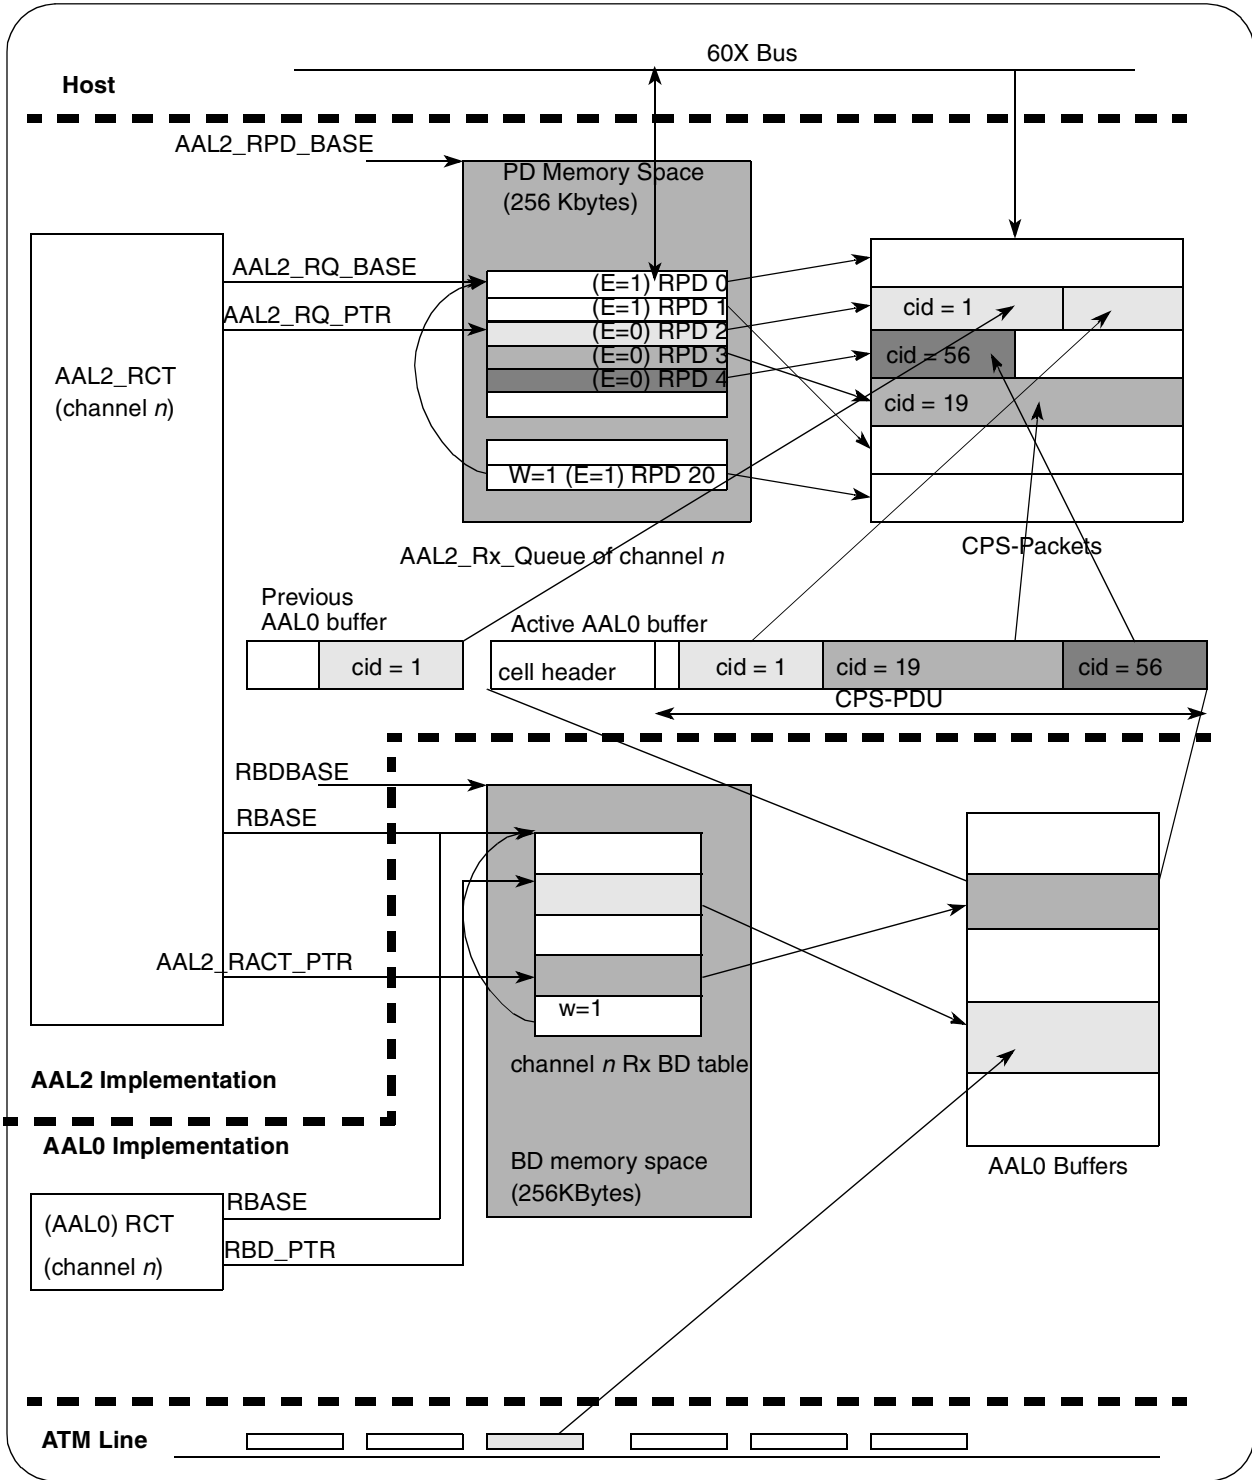 60X Bus
Host
AAL2_RPD_BASE
PD Memory Space
(256 Kbytes)
AAL2_RQ_BASE
(E=1) RPD 0
(E=1) RPD 1
AAL2_RQ_PTR
(E=0) RPD 2
(E=0) RPD 3
(E=0) RPD 4
W=1 (E=1) RPD 20
cid = 1
cid = 56
cid = 19
AAL2_RCT
(channel n)
AAL2_Rx_Queue of channel n
CPS-Packets
Previous
AAL0 buffer
cid = 1
Active AAL0 buffer
cell header
cid = 1
cid = 19
cid = 56
CPS-PDU
RBDBASE
RBASE
AAL2_RACT_PTR
w=1
channel n Rx BD table
AAL2 Implementation
AAL0 Implementation
BD memory space
(256KBytes)
AAL0 Buffers
(AAL0) RCT
(channel n)
RBASE
RBD_PTR
ATM Line